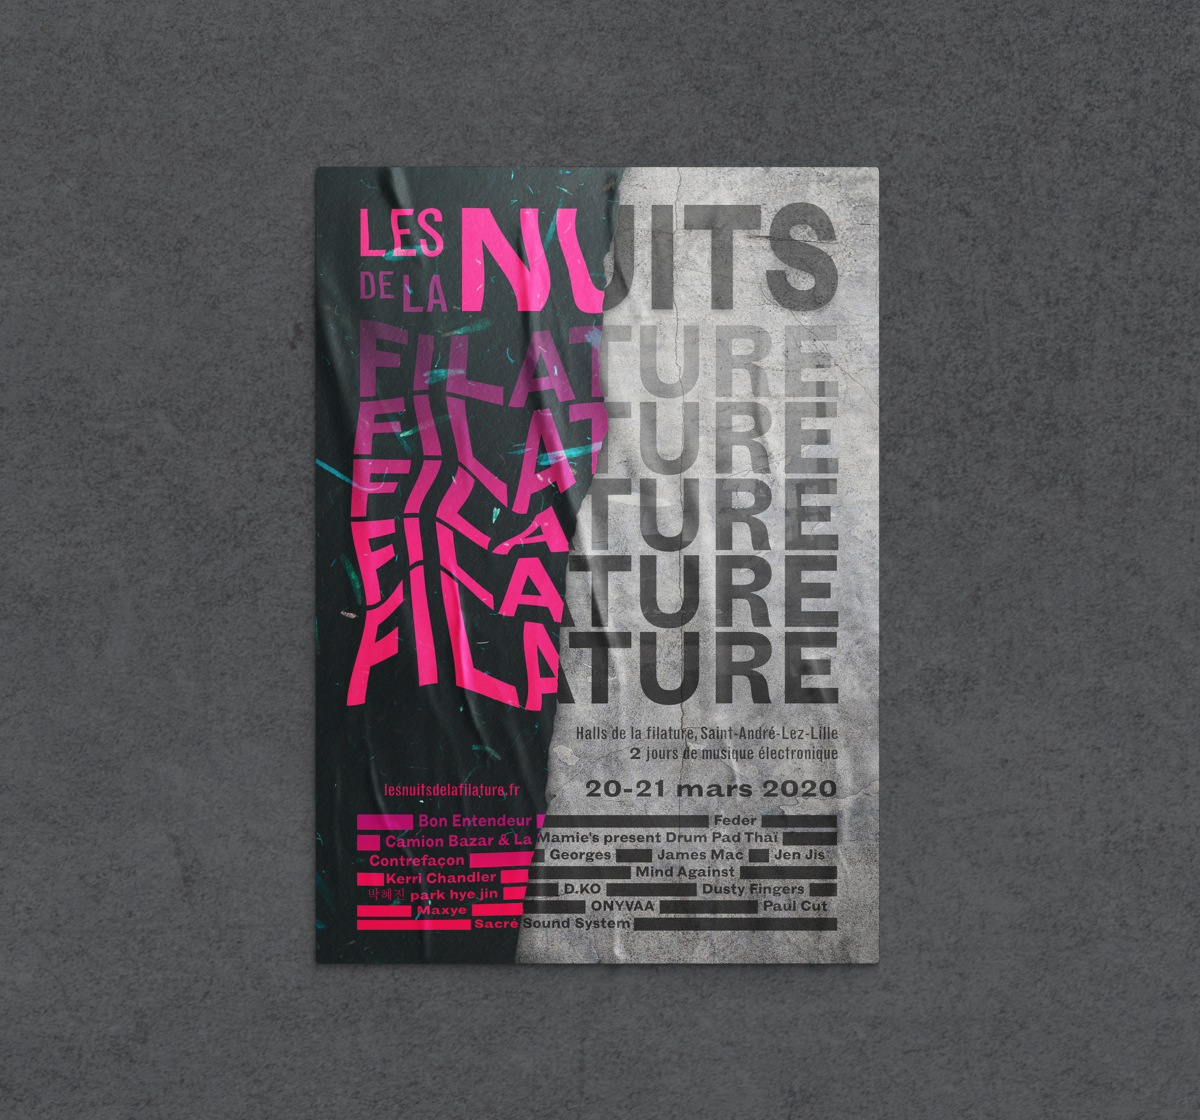 LES NUITS
DE LA
FILATURE
FILATURE
FILATURE
FILATURE
FILATURE
Halls de la filature, Saint-André-Lez-Lille
2 jours de musique électronique
lesnuitsdelafilature.fr 20-21 mars 2020
Bon Entendeur Feder
Camion Bazar & La Mamie's present Drum Pad Thaï
Contrefaçon Georges James Mac Jen Jis
Kerri Chandler Mind Against
박혜진 park hye jin D.KO Dusty Fingers
Maxye ONYVAA Paul Cut
Sacré Sound System